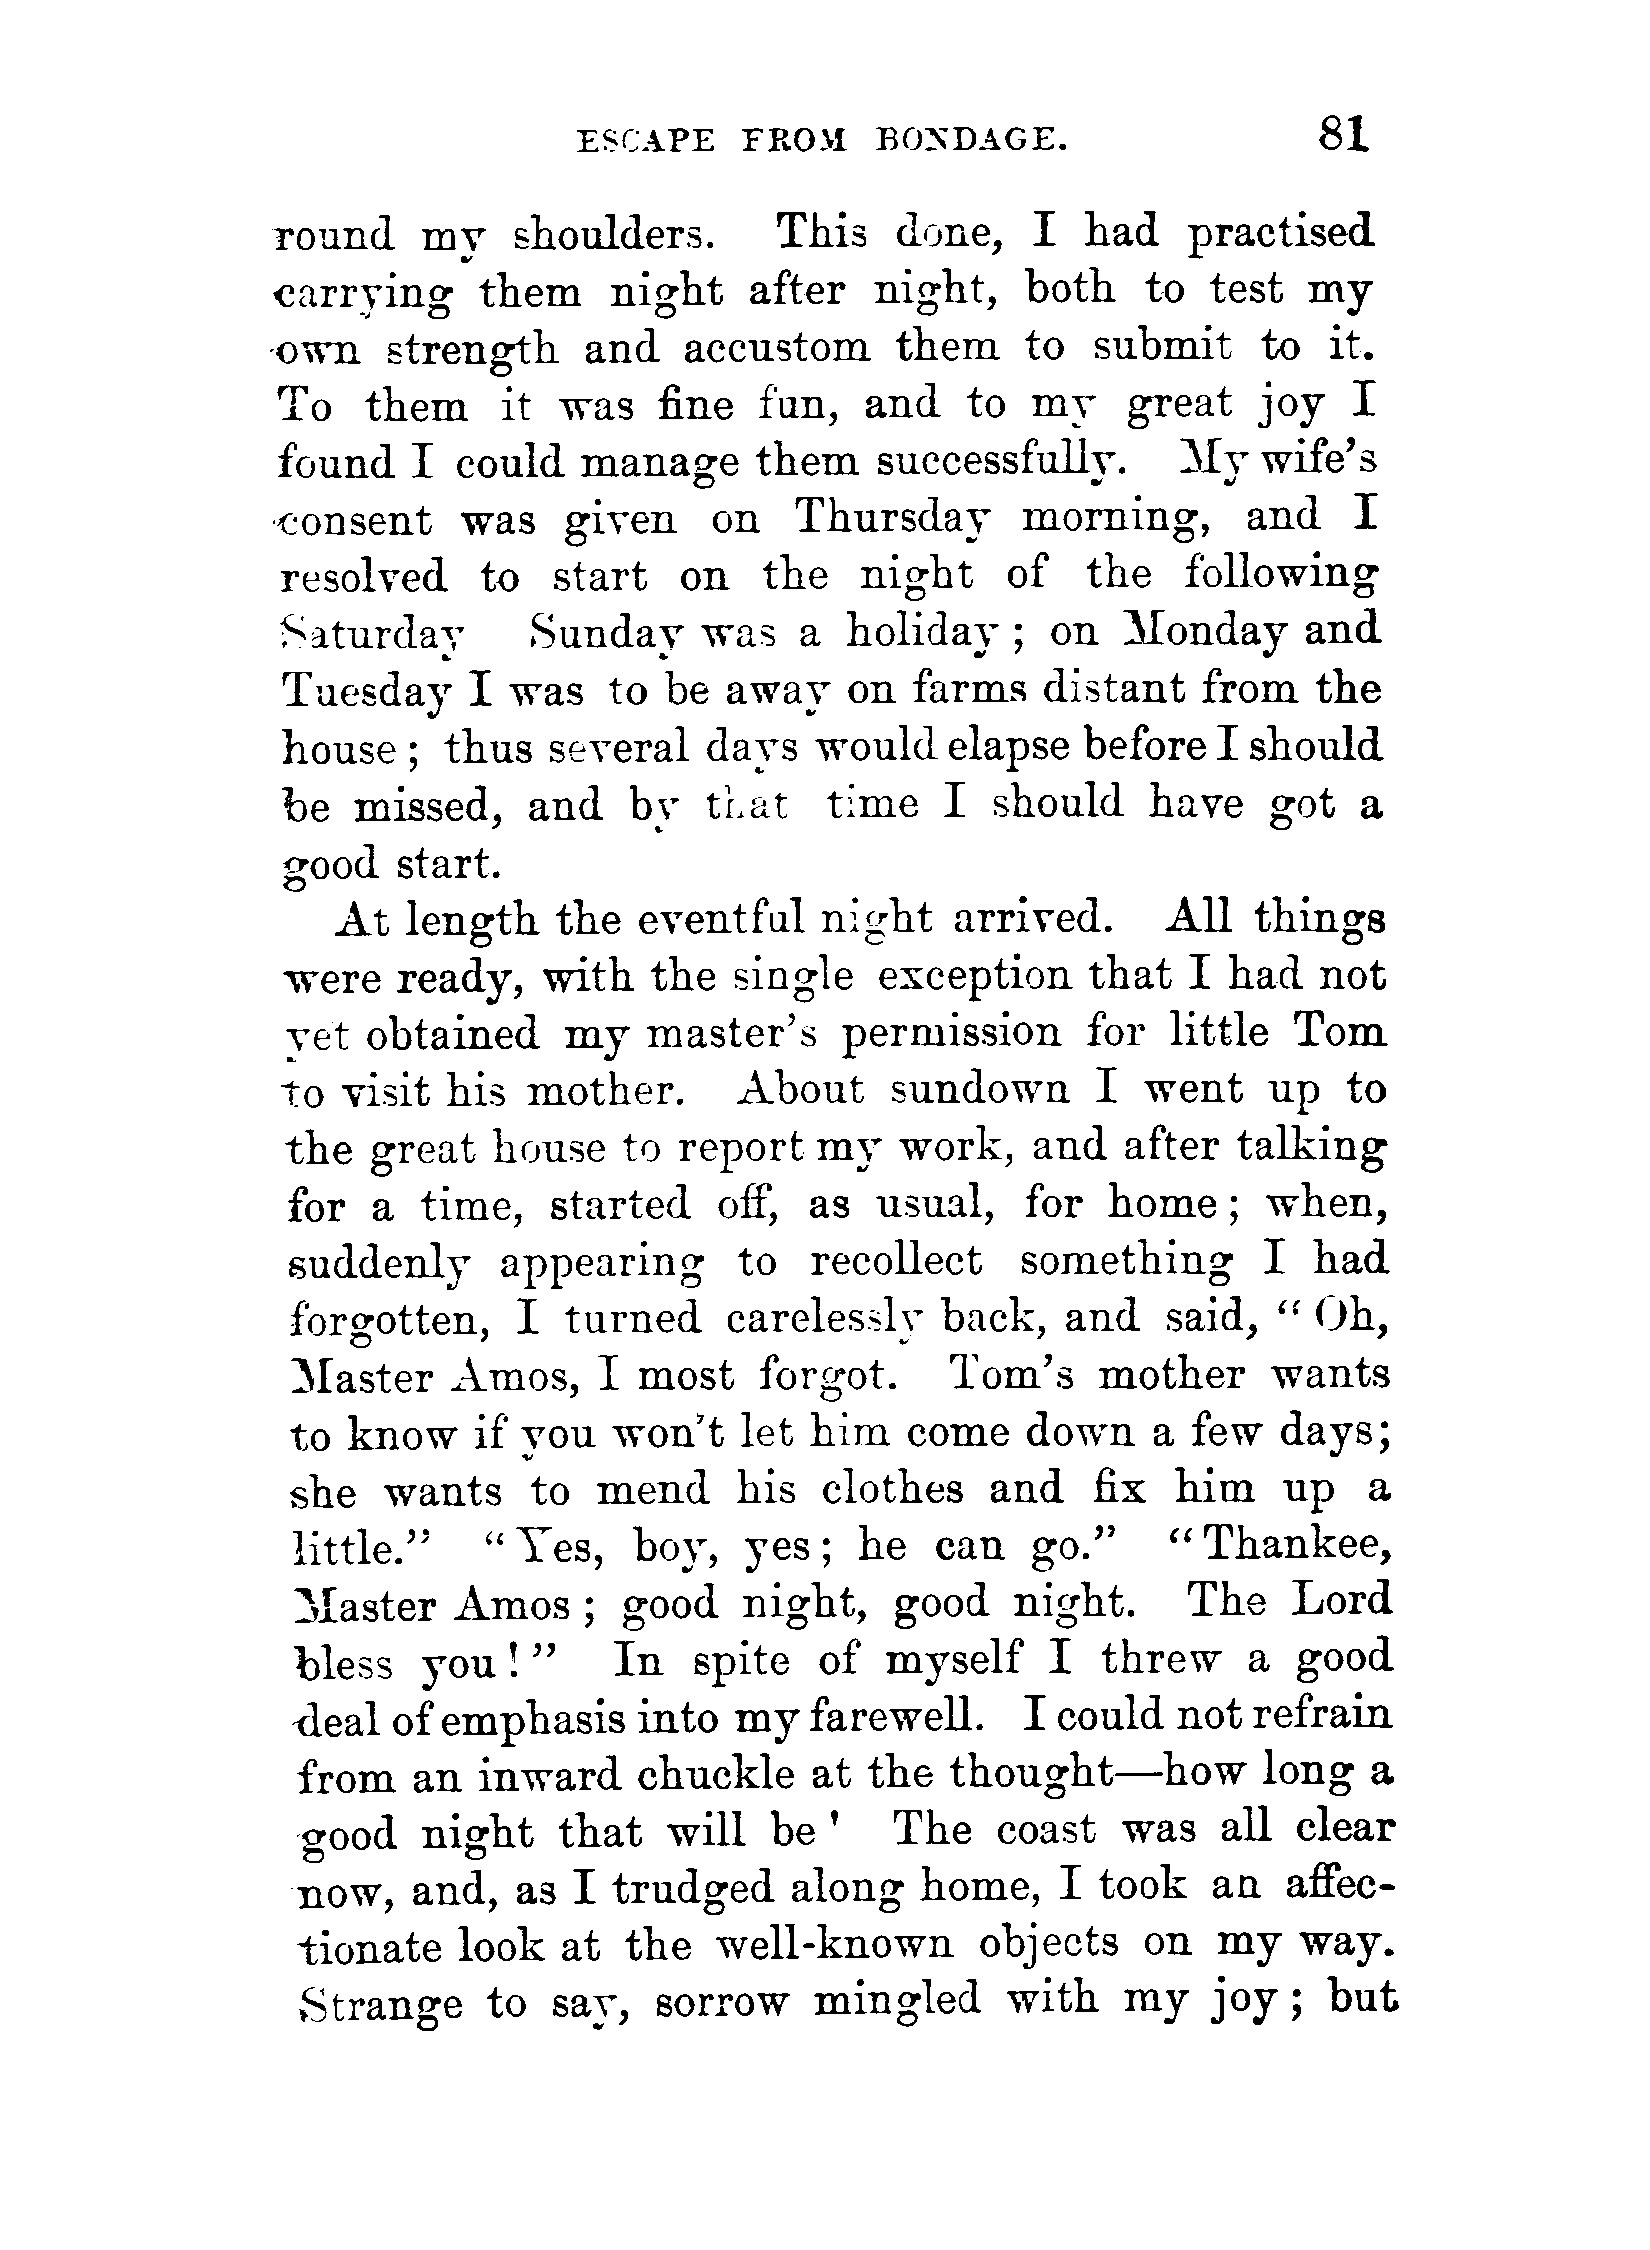 ESCAPE FROM BONDAGE. 81
round my shoulders. This done, I had practised
carrying them night after night, both to test my
own strength and accustom them to submit to it.
To them it was fine fun, and to my great joy I
found I could manage them successfully. My wife's
consent was given on Thursday morning, and I
resolved to start on the night of the following
Saturday Sunday was a holiday; on Monday and
Tuesday I was to be away on farms distant from the
house; thus several days would elapse before I should
be missed, and by that time I should have got a
good start.
At length the eventful night arrived. All things
were ready, with the single exception that I had not
yet obtained my master's permission for little Tom
to visit his mother. About sundown I went up to
the great house to report my work, and after talking
for a time, started off, as usual, for home; when,
suddenly appearing to recollect something I had
forgotten, I turned carelessly back, and said, "Oh,
Master Amos, I most forgot. Tom's mother wants
to know if you won't let him come down a few days;
she wants to mend his clothes and fix him up a
little." "Yes, boy, yes; he can go." "Thankee,
Master Amos; good night, good night. The Lord
bless you!" In spite of myself I threw a good
deal of emphasis into my farewell. I could not refrain
from an inward chuckle at the thought—how long a
good night that will be' The coast was all clear
now, and, as I trudged along home, I took an affec-
tionate look at the well-known objects on my way.
Strange to say, sorrow mingled with my joy; but